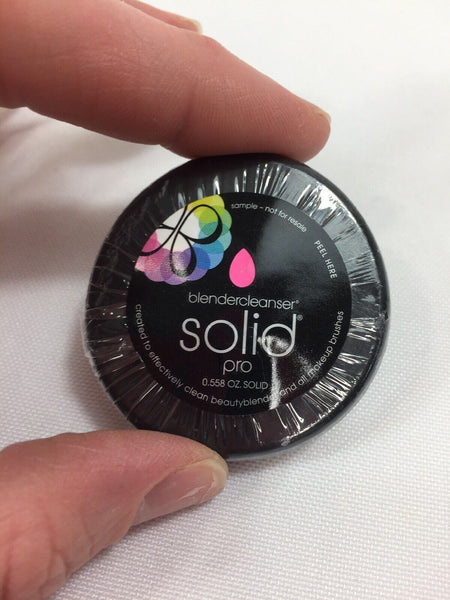 sample - not for resale
PEEL HERE
blendercleanser®
solid®
pro
0.558 OZ. SOLID
created to effectively clean beautyblender and all makeup brushes